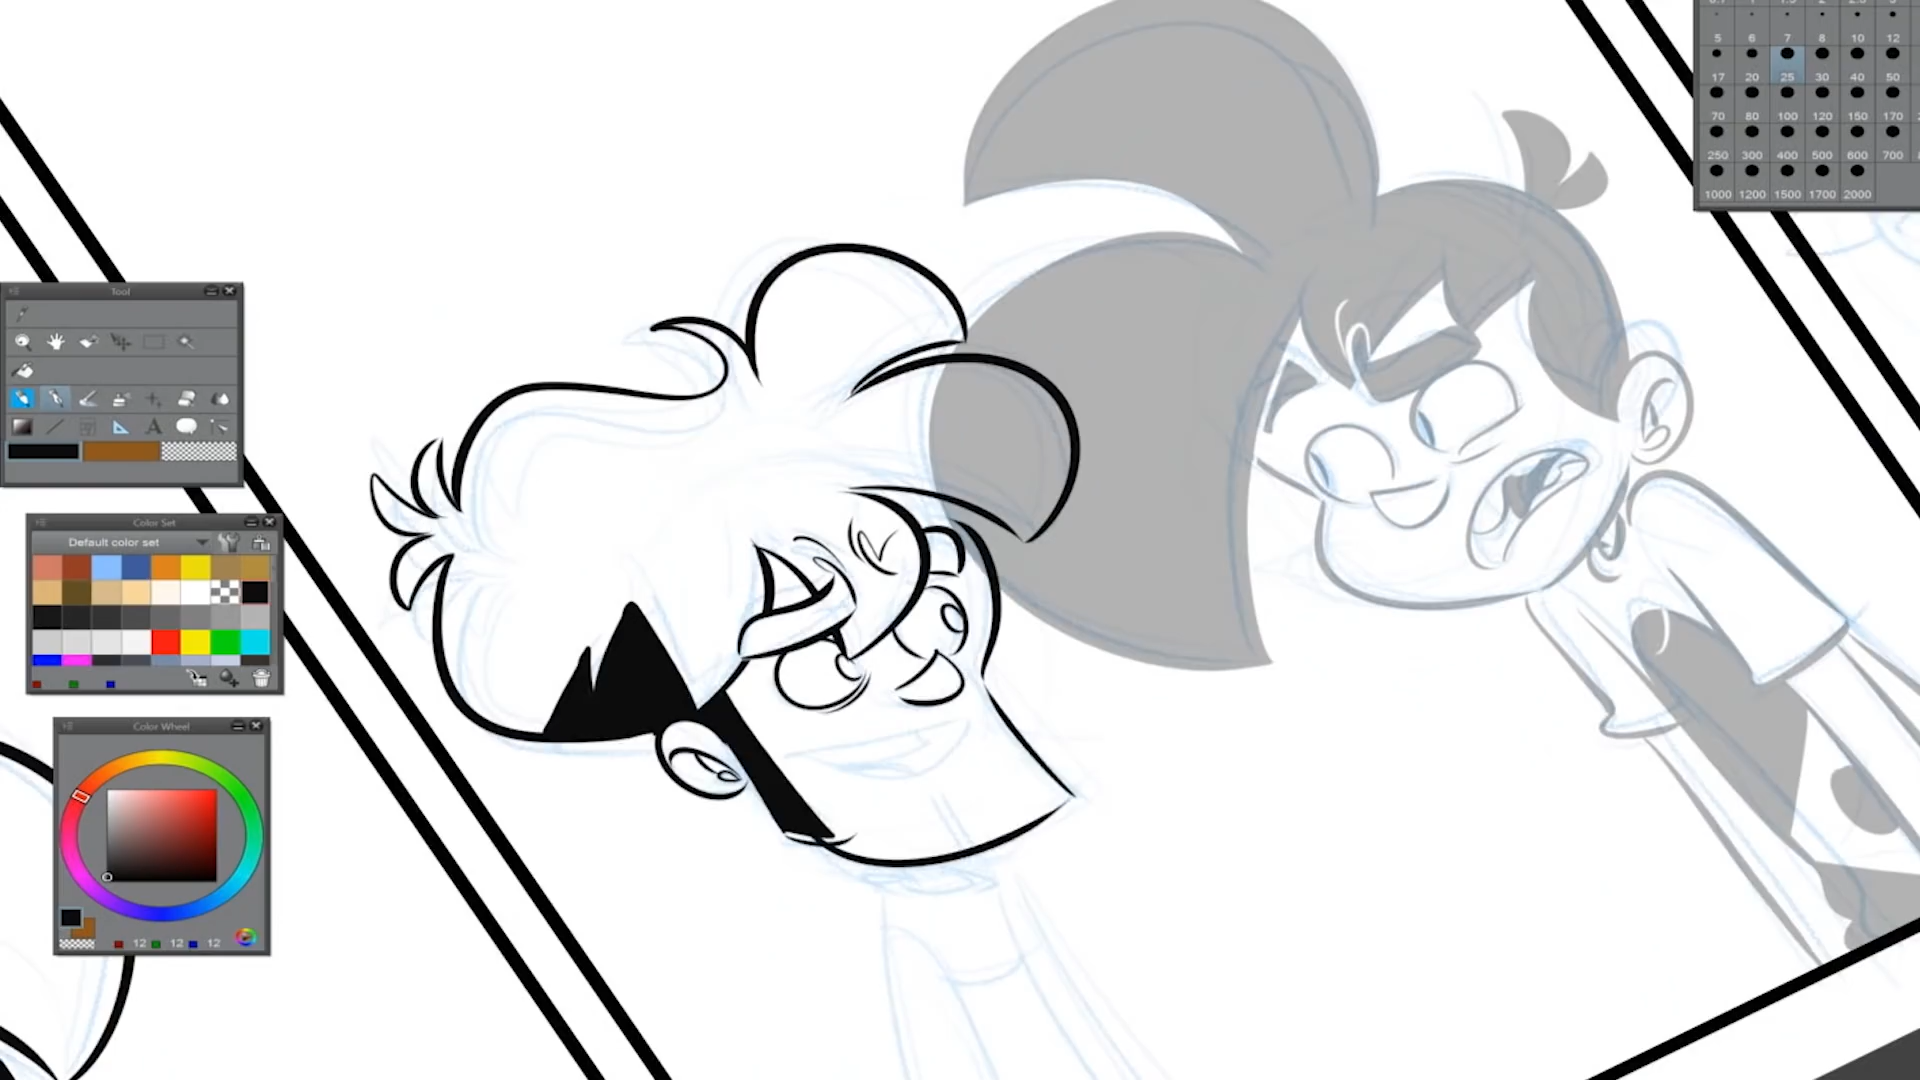 5 6 7 8 10 12
17 20 25 30 40 50
70 80 100 120 150 170
250 300 400 500 600 700
1000 1200 1500 1700 2000
Tool
A
Color Set
Default color set
Color Wheel
12 12 12